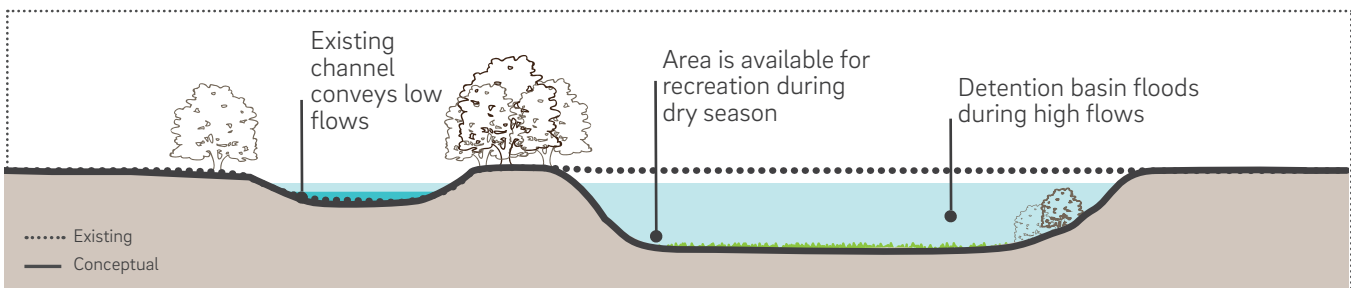 Existing
channel
conveys low
flows
Area is available for
recreation during
dry season
Detention basin floods
during high flows
Existing
Conceptual